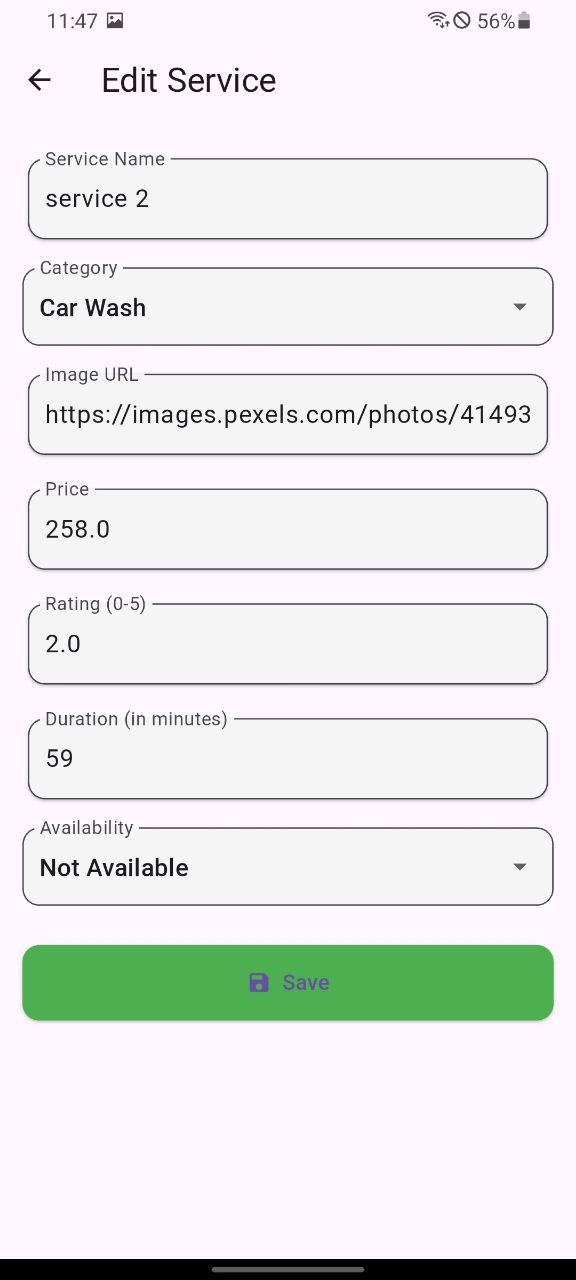 11:47
56%
Edit Service
Service Name
service 2
Category
Car Wash
Image URL
https://images.pexels.com/photos/41493
Price
258.0
Rating (0-5)
2.0
Duration (in minutes)
59
Availability
Not Available
Save